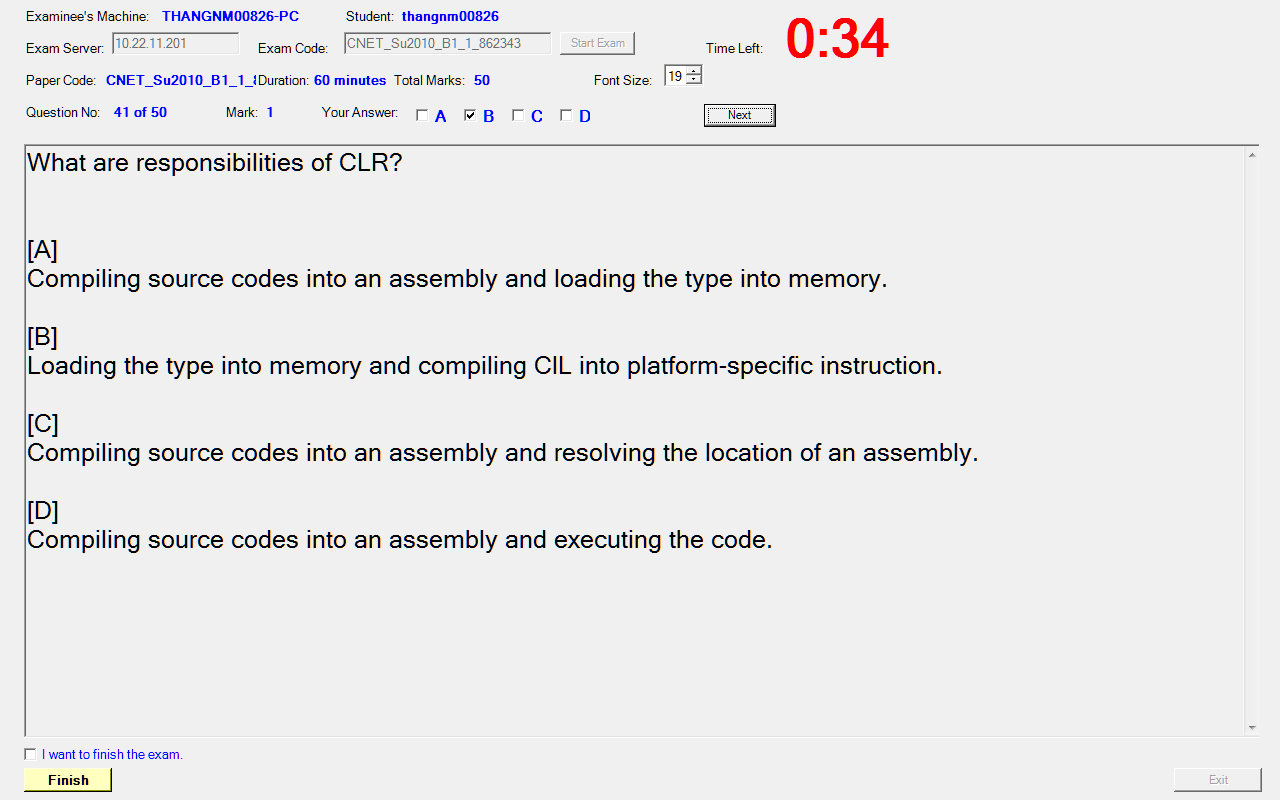 Examinee's Machine: THANGNM00826-PC Student: thangnm00826
Exam Server: 10.22.11.201 Exam Code: CNET_Su2010_B1_1_862343 Start Exam Time Left: 0:34
Paper Code: CNET_Su2010_B1_1_ Duration: 60 minutes Total Marks: 50 Font Size: 19
Question No: 41 of 50 Mark: 1 Your Answer: A B C D Next
What are responsibilities of CLR?
[A]
Compiling source codes into an assembly and loading the type into memory.
[B]
Loading the type into memory and compiling CIL into platform-specific instruction.
[C]
Compiling source codes into an assembly and resolving the location of an assembly.
[D]
Compiling source codes into an assembly and executing the code.
I want to finish the exam.
Finish Exit